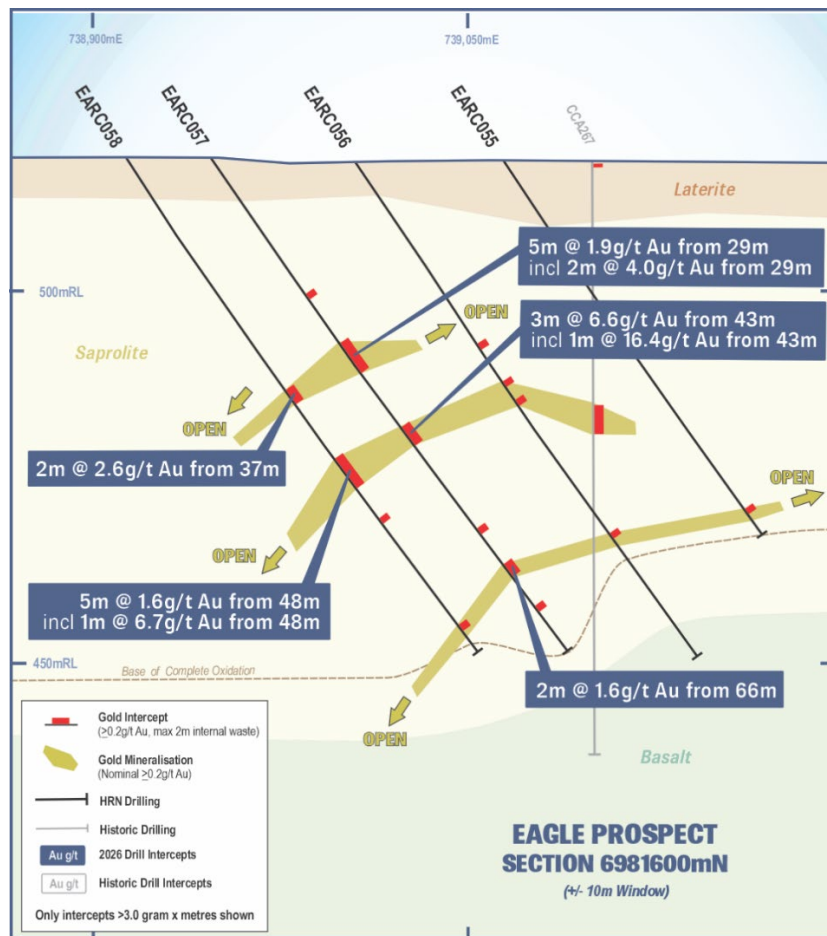 738,900mE
739,050mE
EARC058
EARC057
EARC056
EARC055
CCA267
Laterite
5m @ 1.9g/t Au from 29m
incl 2m @ 4.0g/t Au from 29m
500mRL
OPEN
3m @ 6.6g/t Au from 43m
incl 1m @ 16.4g/t Au from 43m
Saprolite
OPEN
2m @ 2.6g/t Au from 37m
OPEN
OPEN
5m @ 1.6g/t Au from 48m
incl 1m @ 6.7g/t Au from 48m
450mRL
Base of Complete Oxidation
2m @ 1.6g/t Au from 66m
OPEN
Basalt
Gold Intercept
(≥0.2g/t Au, max 2m internal waste)
Gold Mineralisation
(Nominal ≥0.2g/t Au)
HRN Drilling
Historic Drilling
Au g/t 2026 Drill Intercepts
Au g/t Historic Drill Intercepts
Only intercepts >3.0 gram x metres shown
EAGLE PROSPECT
SECTION 6981600mN
(+/- 10m Window)